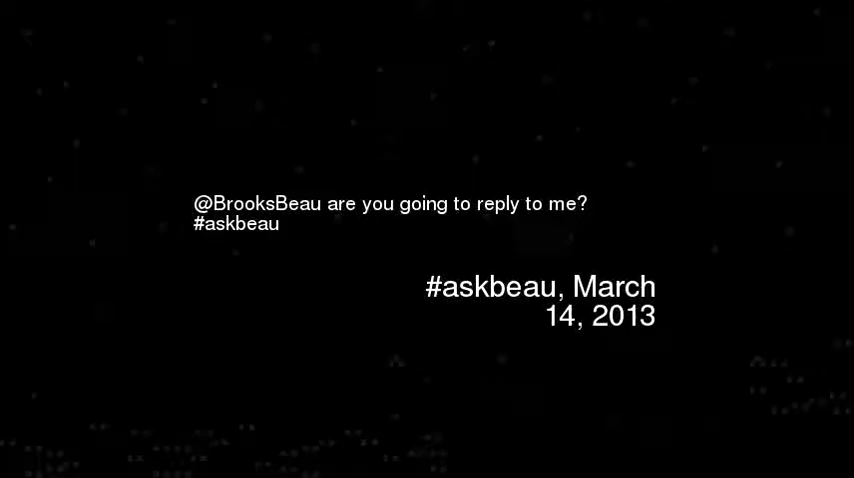 @BrooksBeau are you going to reply to me?
#askbeau
#askbeau, March
14, 2013